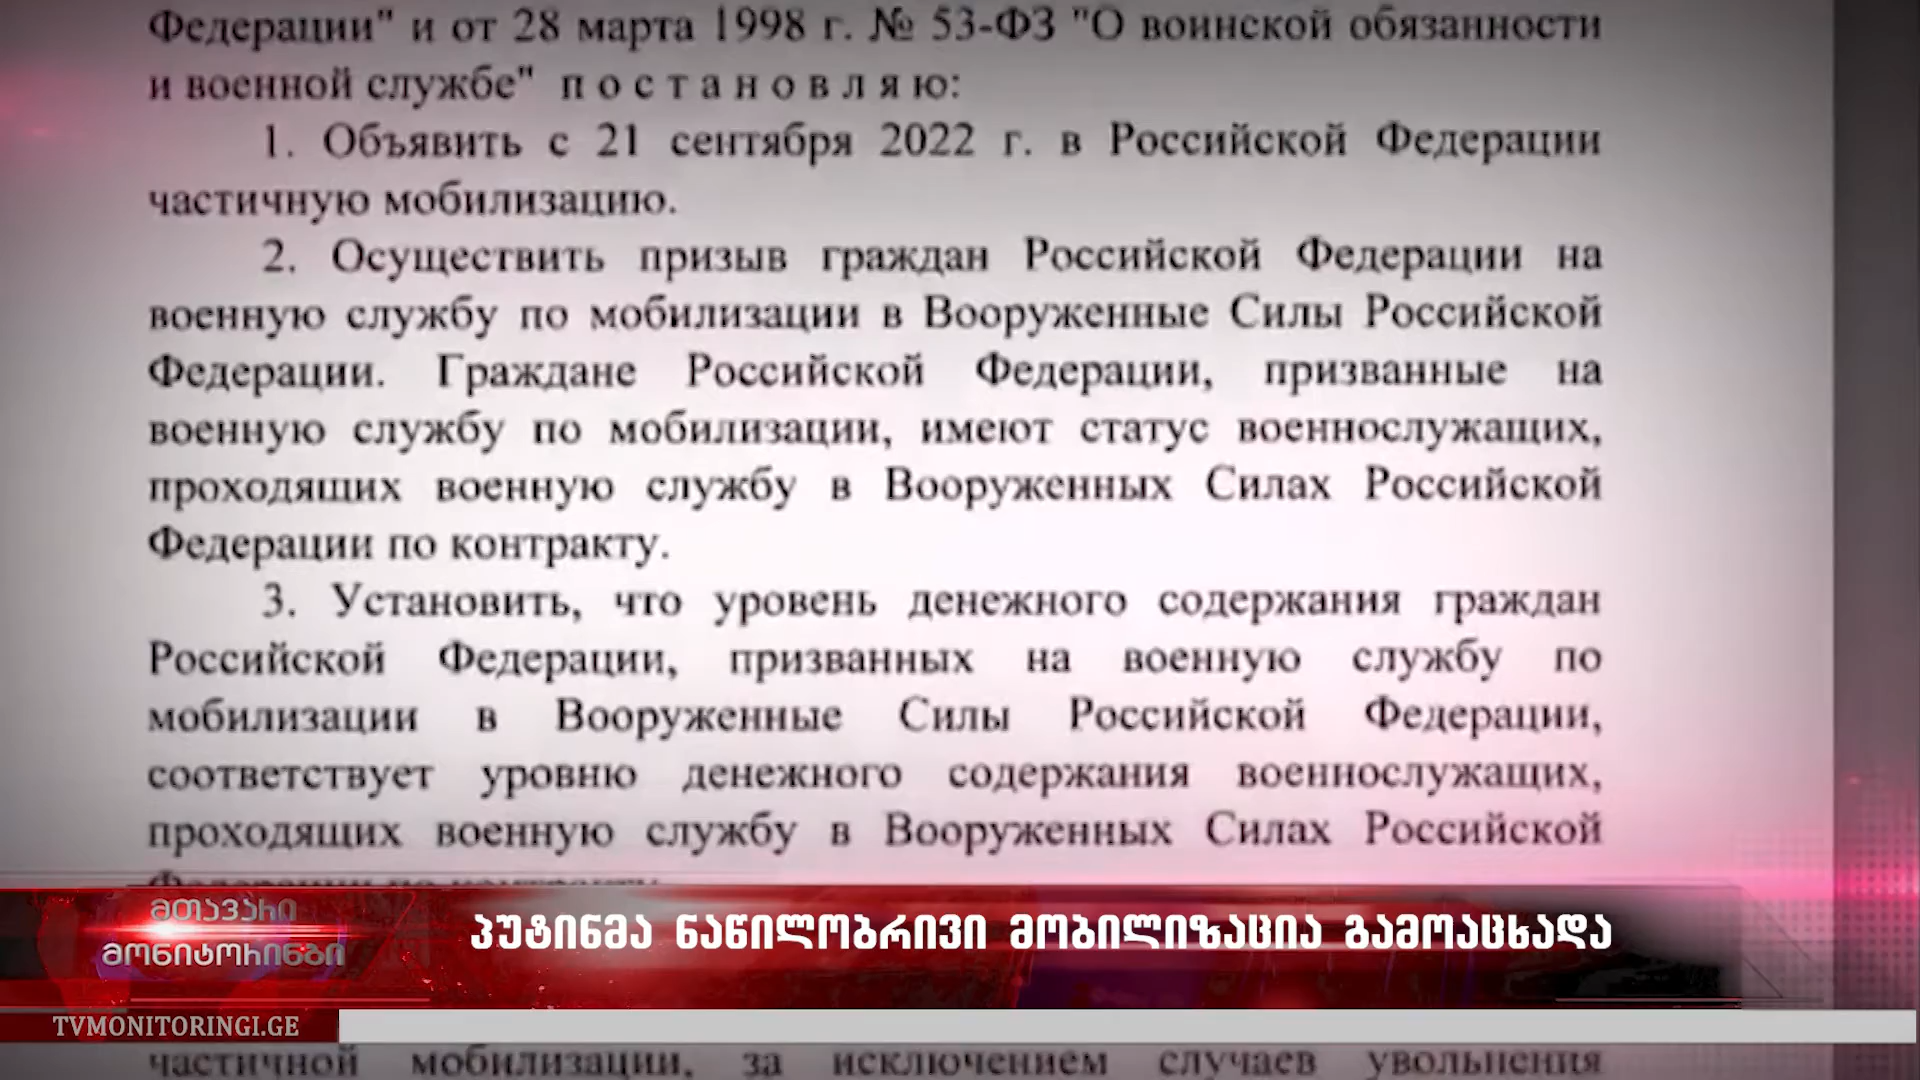 Федерации" и от 28 марта 1998 г. № 53-ФЗ "О воинской обязанности
и военной службе" п о с т а н о в л я ю:
1. Объявить с 21 сентября 2022 г. в Российской Федерации
частичную мобилизацию.
2. Осуществить призыв граждан Российской Федерации на
военную службу по мобилизации в Вооруженные Силы Российской
Федерации. Граждане Российской Федерации, призванные на
военную службу по мобилизации, имеют статус военнослужащих,
проходящих военную службу в Вооруженных Силах Российской
Федерации по контракту.
3. Установить, что уровень денежного содержания граждан
Российской Федерации, призванных на военную службу по
мобилизации в Вооруженные Силы Российской Федерации,
соответствует уровню денежного содержания военнослужащих,
проходящих военную службу в Вооруженных Силах Российской
მთავარი
მონიტორინგი
პუტინმა ნაწილობრივი მობილიზაცია გამოაცხადა
TVMONITORINGI.GE
частичной мобилизации, за исключением случаев увольнения